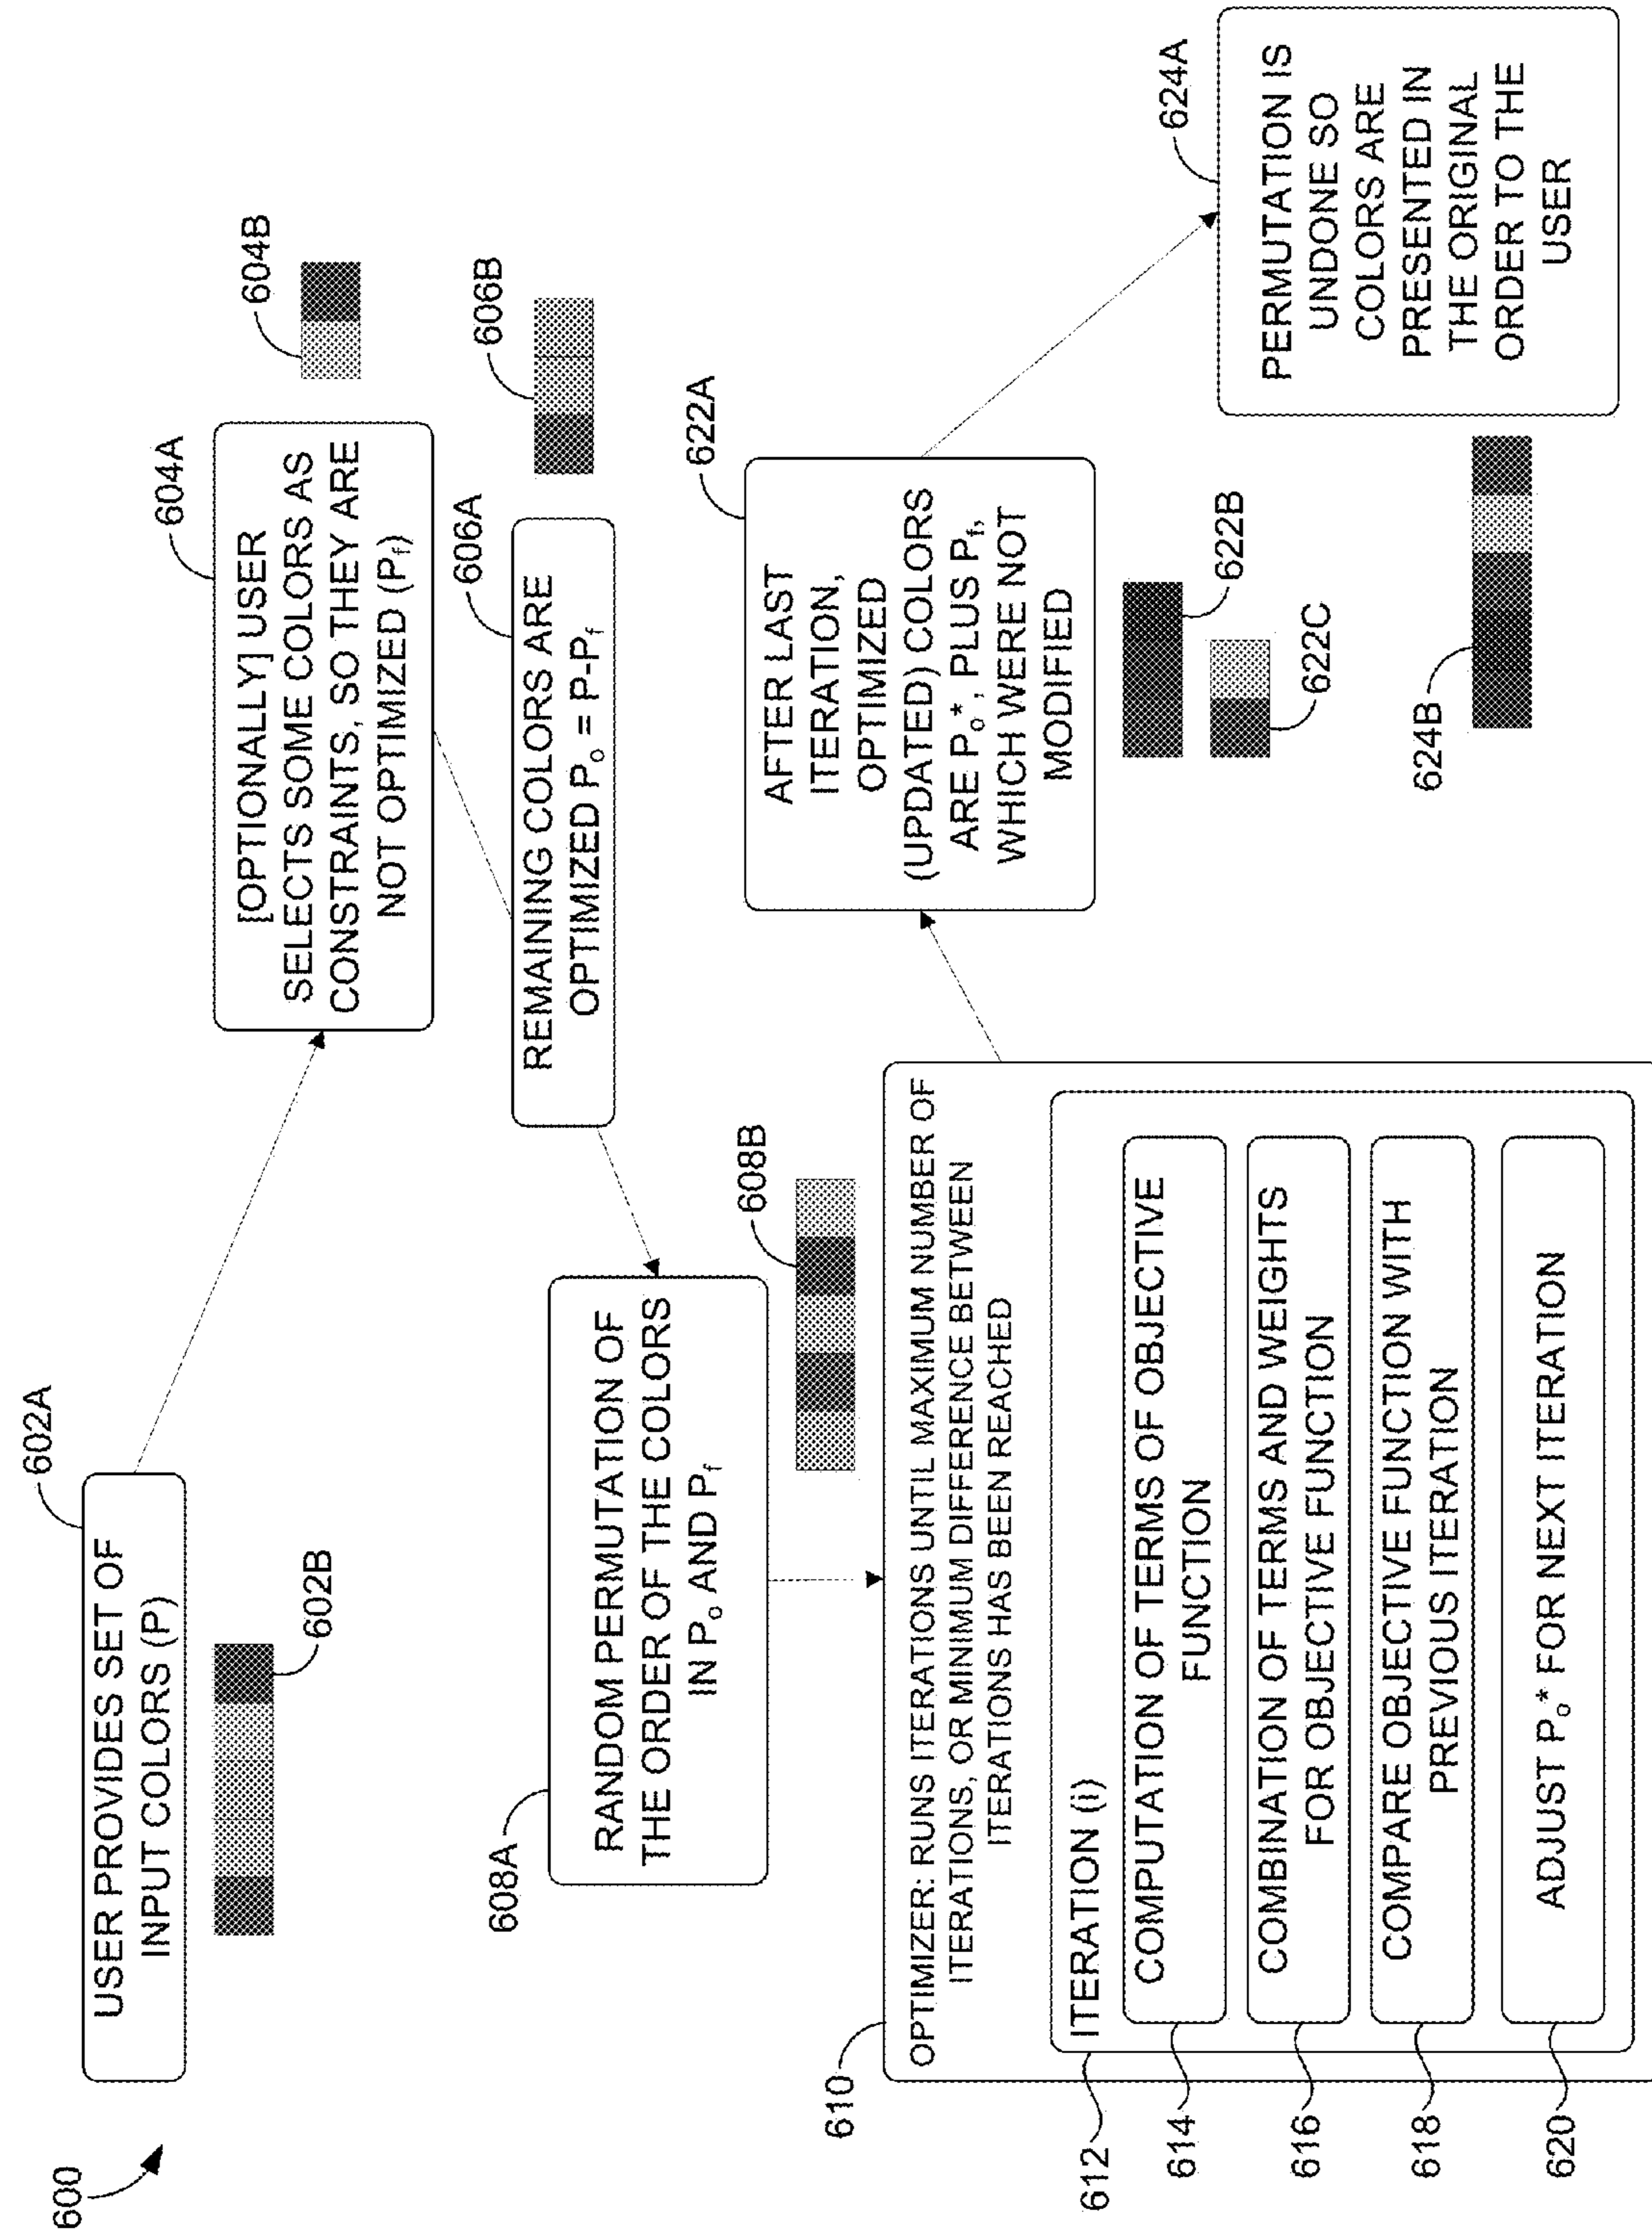 600
602A
USER PROVIDES SET OF
INPUT COLORS (P)
602B
604A
[OPTIONALLY] USER
SELECTS SOME COLORS AS
CONSTRAINTS, SO THEY ARE
NOT OPTIMIZED (Pf)
604B
606A
REMAINING COLORS ARE
OPTIMIZED Po = P-Pf
606B
608A
RANDOM PERMUTATION OF
THE ORDER OF THE COLORS
IN Po AND Pf
608B
610
OPTIMIZER: RUNS ITERATIONS UNTIL MAXIMUM NUMBER OF
ITERATIONS, OR MINIMUM DIFFERENCE BETWEEN
ITERATIONS HAS BEEN REACHED
612
ITERATION (i)
614
COMPUTATION OF TERMS OF OBJECTIVE
FUNCTION
616
COMBINATION OF TERMS AND WEIGHTS
FOR OBJECTIVE FUNCTION
618
COMPARE OBJECTIVE FUNCTION WITH
PREVIOUS ITERATION
620
ADJUST Po* FOR NEXT ITERATION
622A
AFTER LAST
ITERATION,
OPTIMIZED
(UPDATED) COLORS
ARE Po*, PLUS Pf,
WHICH WERE NOT
MODIFIED
622B
622C
624A
PERMUTATION IS
UNDONE SO
COLORS ARE
PRESENTED IN
THE ORIGINAL
ORDER TO THE
USER
624B